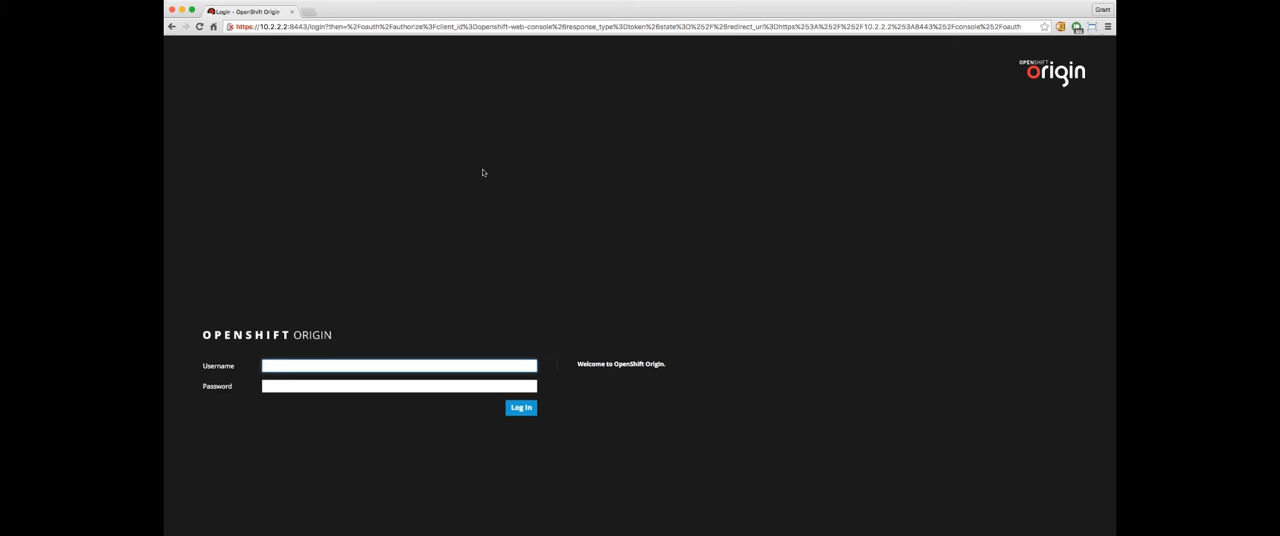 Login - OpenShift Origin
Grant
https://10.2.2.2:8443/login?then=%2Foauth%2Fauthorize%3Fclient_id%3Dopenshift-web-console%26response_type%3Dtoken%26state%3D%252F%26redirect_uri%3Dhttps%253A%252F%252F10.2.2.2%253A8443%252Fconsole%252Foauth
OPENSHIFT
origin
OPENSHIFT ORIGIN
Username
Welcome to OpenShift Origin.
Password
Log In